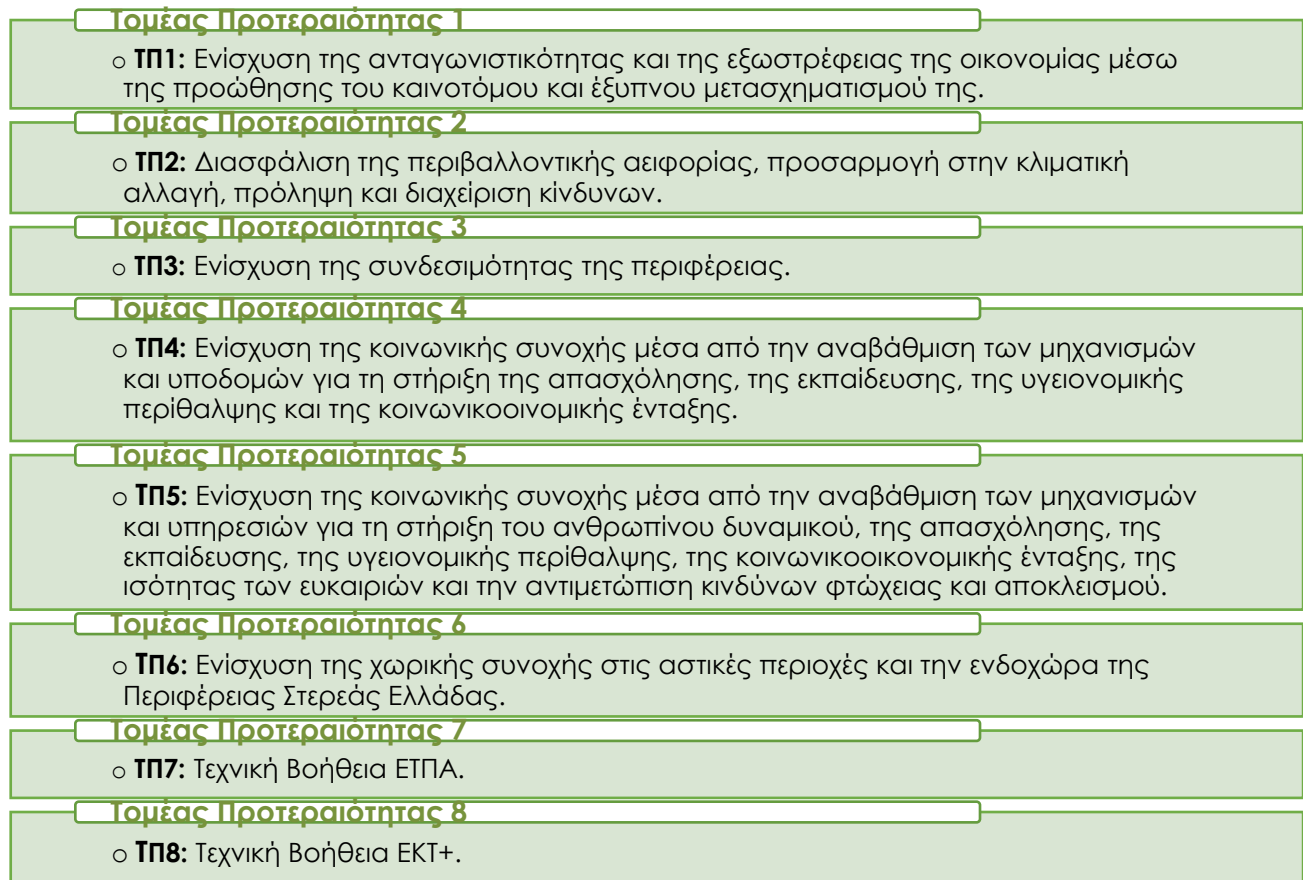 Τομέας Προτεραιότητας 1
o ΤΠ1: Ενίσχυση της ανταγωνιστικότητας και της εξωστρέφειας της οικονομίας μέσω
της προώθησης του καινοτόμου και έξυπνου μετασχηματισμού της.
Τομέας Προτεραιότητας 2
o ΤΠ2: Διασφάλιση της περιβαλλοντικής αειφορίας, προσαρμογή στην κλιματική
αλλαγή, πρόληψη και διαχείριση κίνδυνων.
Τομέας Προτεραιότητας 3
o ΤΠ3: Ενίσχυση της συνδεσιμότητας της περιφέρειας.
Τομέας Προτεραιότητας 4
o ΤΠ4: Ενίσχυση της κοινωνικής συνοχής μέσα από την αναβάθμιση των μηχανισμών
και υποδομών για τη στήριξη της απασχόλησης, της εκπαίδευσης, της υγειονομικής
περίθαλψης και της κοινωνικοοινομικής ένταξης.
Τομέας Προτεραιότητας 5
o ΤΠ5: Ενίσχυση της κοινωνικής συνοχής μέσα από την αναβάθμιση των μηχανισμών
και υπηρεσιών για τη στήριξη του ανθρωπίνου δυναμικού, της απασχόλησης, της
εκπαίδευσης, της υγειονομικής περίθαλψης, της κοινωνικοοικονομικής ένταξης, της
ισότητας των ευκαιριών και την αντιμετώπιση κινδύνων φτώχειας και αποκλεισμού.
Τομέας Προτεραιότητας 6
o ΤΠ6: Ενίσχυση της χωρικής συνοχής στις αστικές περιοχές και την ενδοχώρα της
Περιφέρειας Στερεάς Ελλάδας.
Τομέας Προτεραιότητας 7
o ΤΠ7: Τεχνική Βοήθεια ΕΤΠΑ.
Τομέας Προτεραιότητας 8
o ΤΠ8: Τεχνική Βοήθεια ΕΚΤ+.